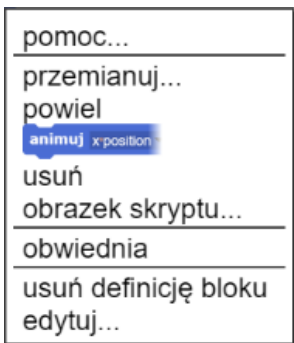 pomoc...
przemianuj...
powiel
animuj x position
usuń
obrazek skryptu...
obwiednia
usuń definicję bloku
edytuj...